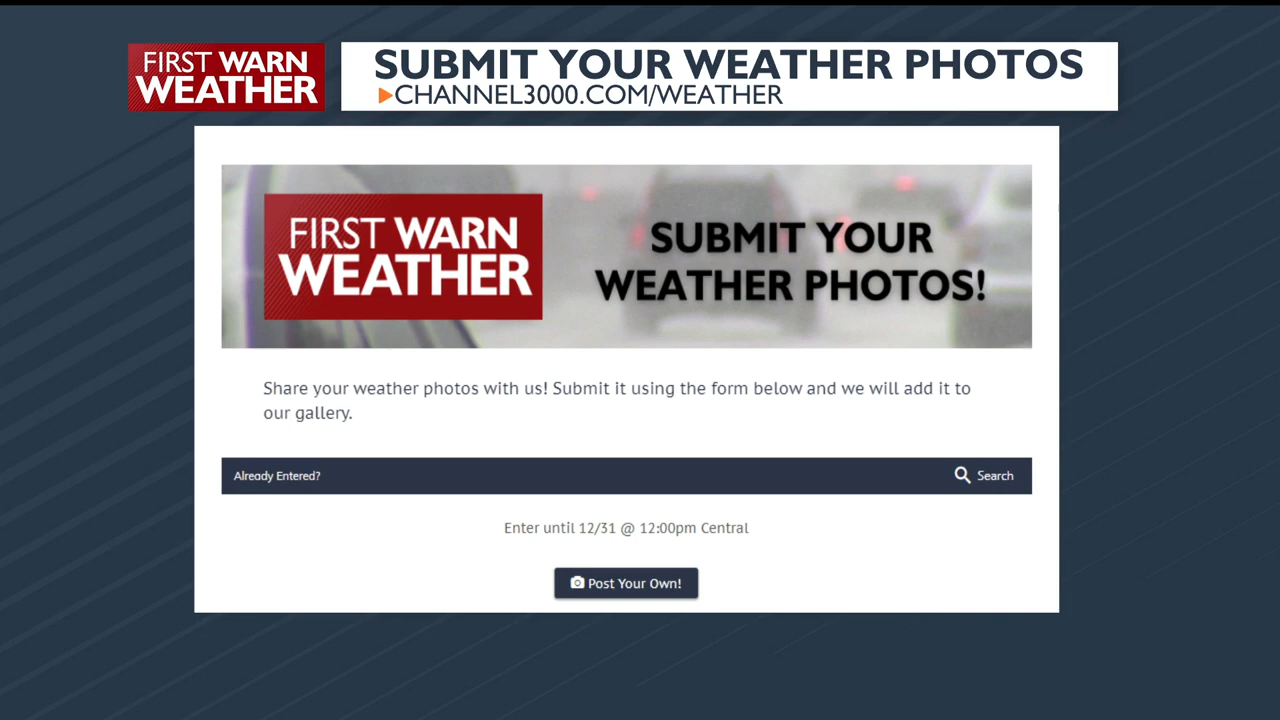 FIRST WARN
WEATHER
SUBMIT YOUR WEATHER PHOTOS
CHANNEL3000.COM/WEATHER
FIRST WARN
WEATHER
SUBMIT YOUR
WEATHER PHOTOS!
Share your weather photos with us! Submit it using the form below and we will add it to
our gallery.
Already Entered?
Search
Enter until 12/31 @ 12:00pm Central
Post Your Own!